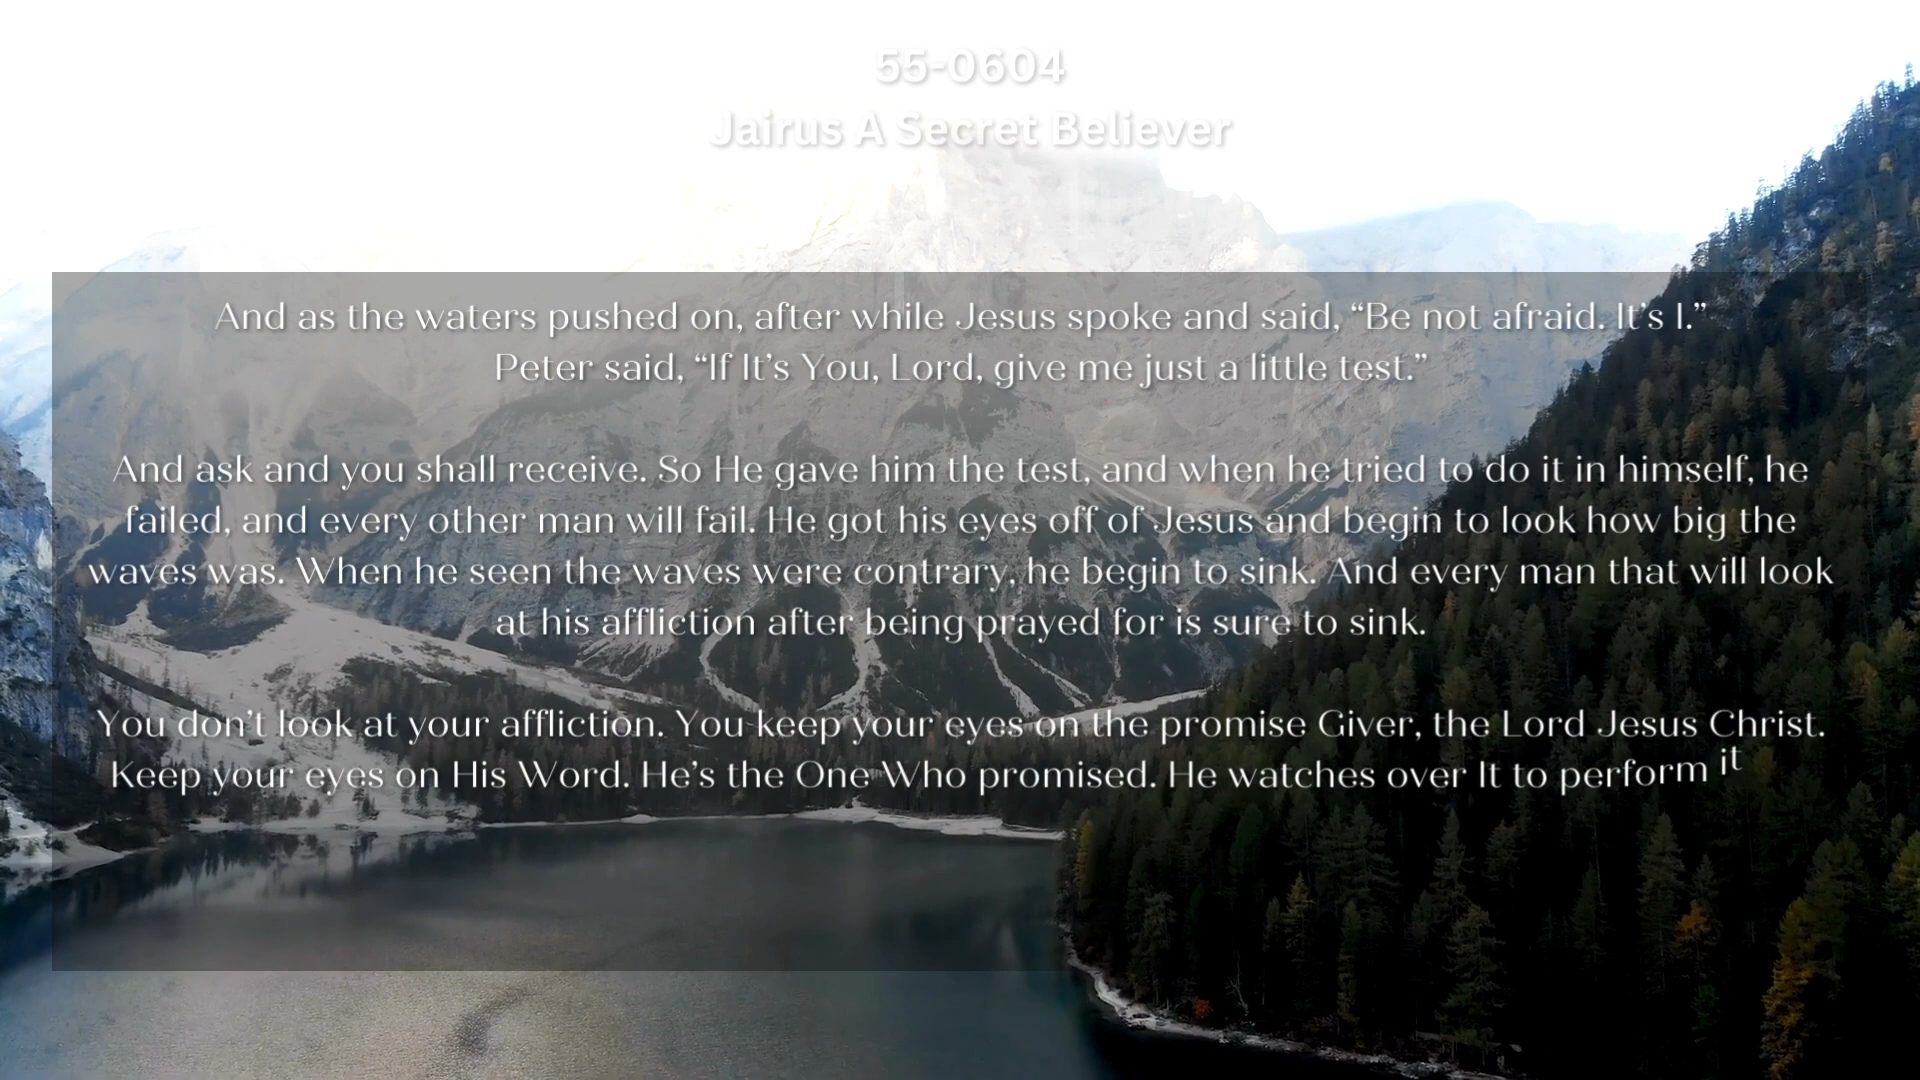 55-0604
Jairus A Secret Believer
And as the waters pushed on, after while Jesus spoke and said, “Be not afraid. It’s I.”
Peter said, “If It’s You, Lord, give me just a little test.”
And ask and you shall receive. So He gave him the test, and when he tried to do it in himself, he
failed, and every other man will fail. He got his eyes off of Jesus and begin to look how big the
waves was. When he seen the waves were contrary, he begin to sink. And every man that will look
at his affliction after being prayed for is sure to sink.
You don’t look at your affliction. You keep your eyes on the promise Giver, the Lord Jesus Christ.
Keep your eyes on His Word. He’s the One Who promised. He watches over It to perform it